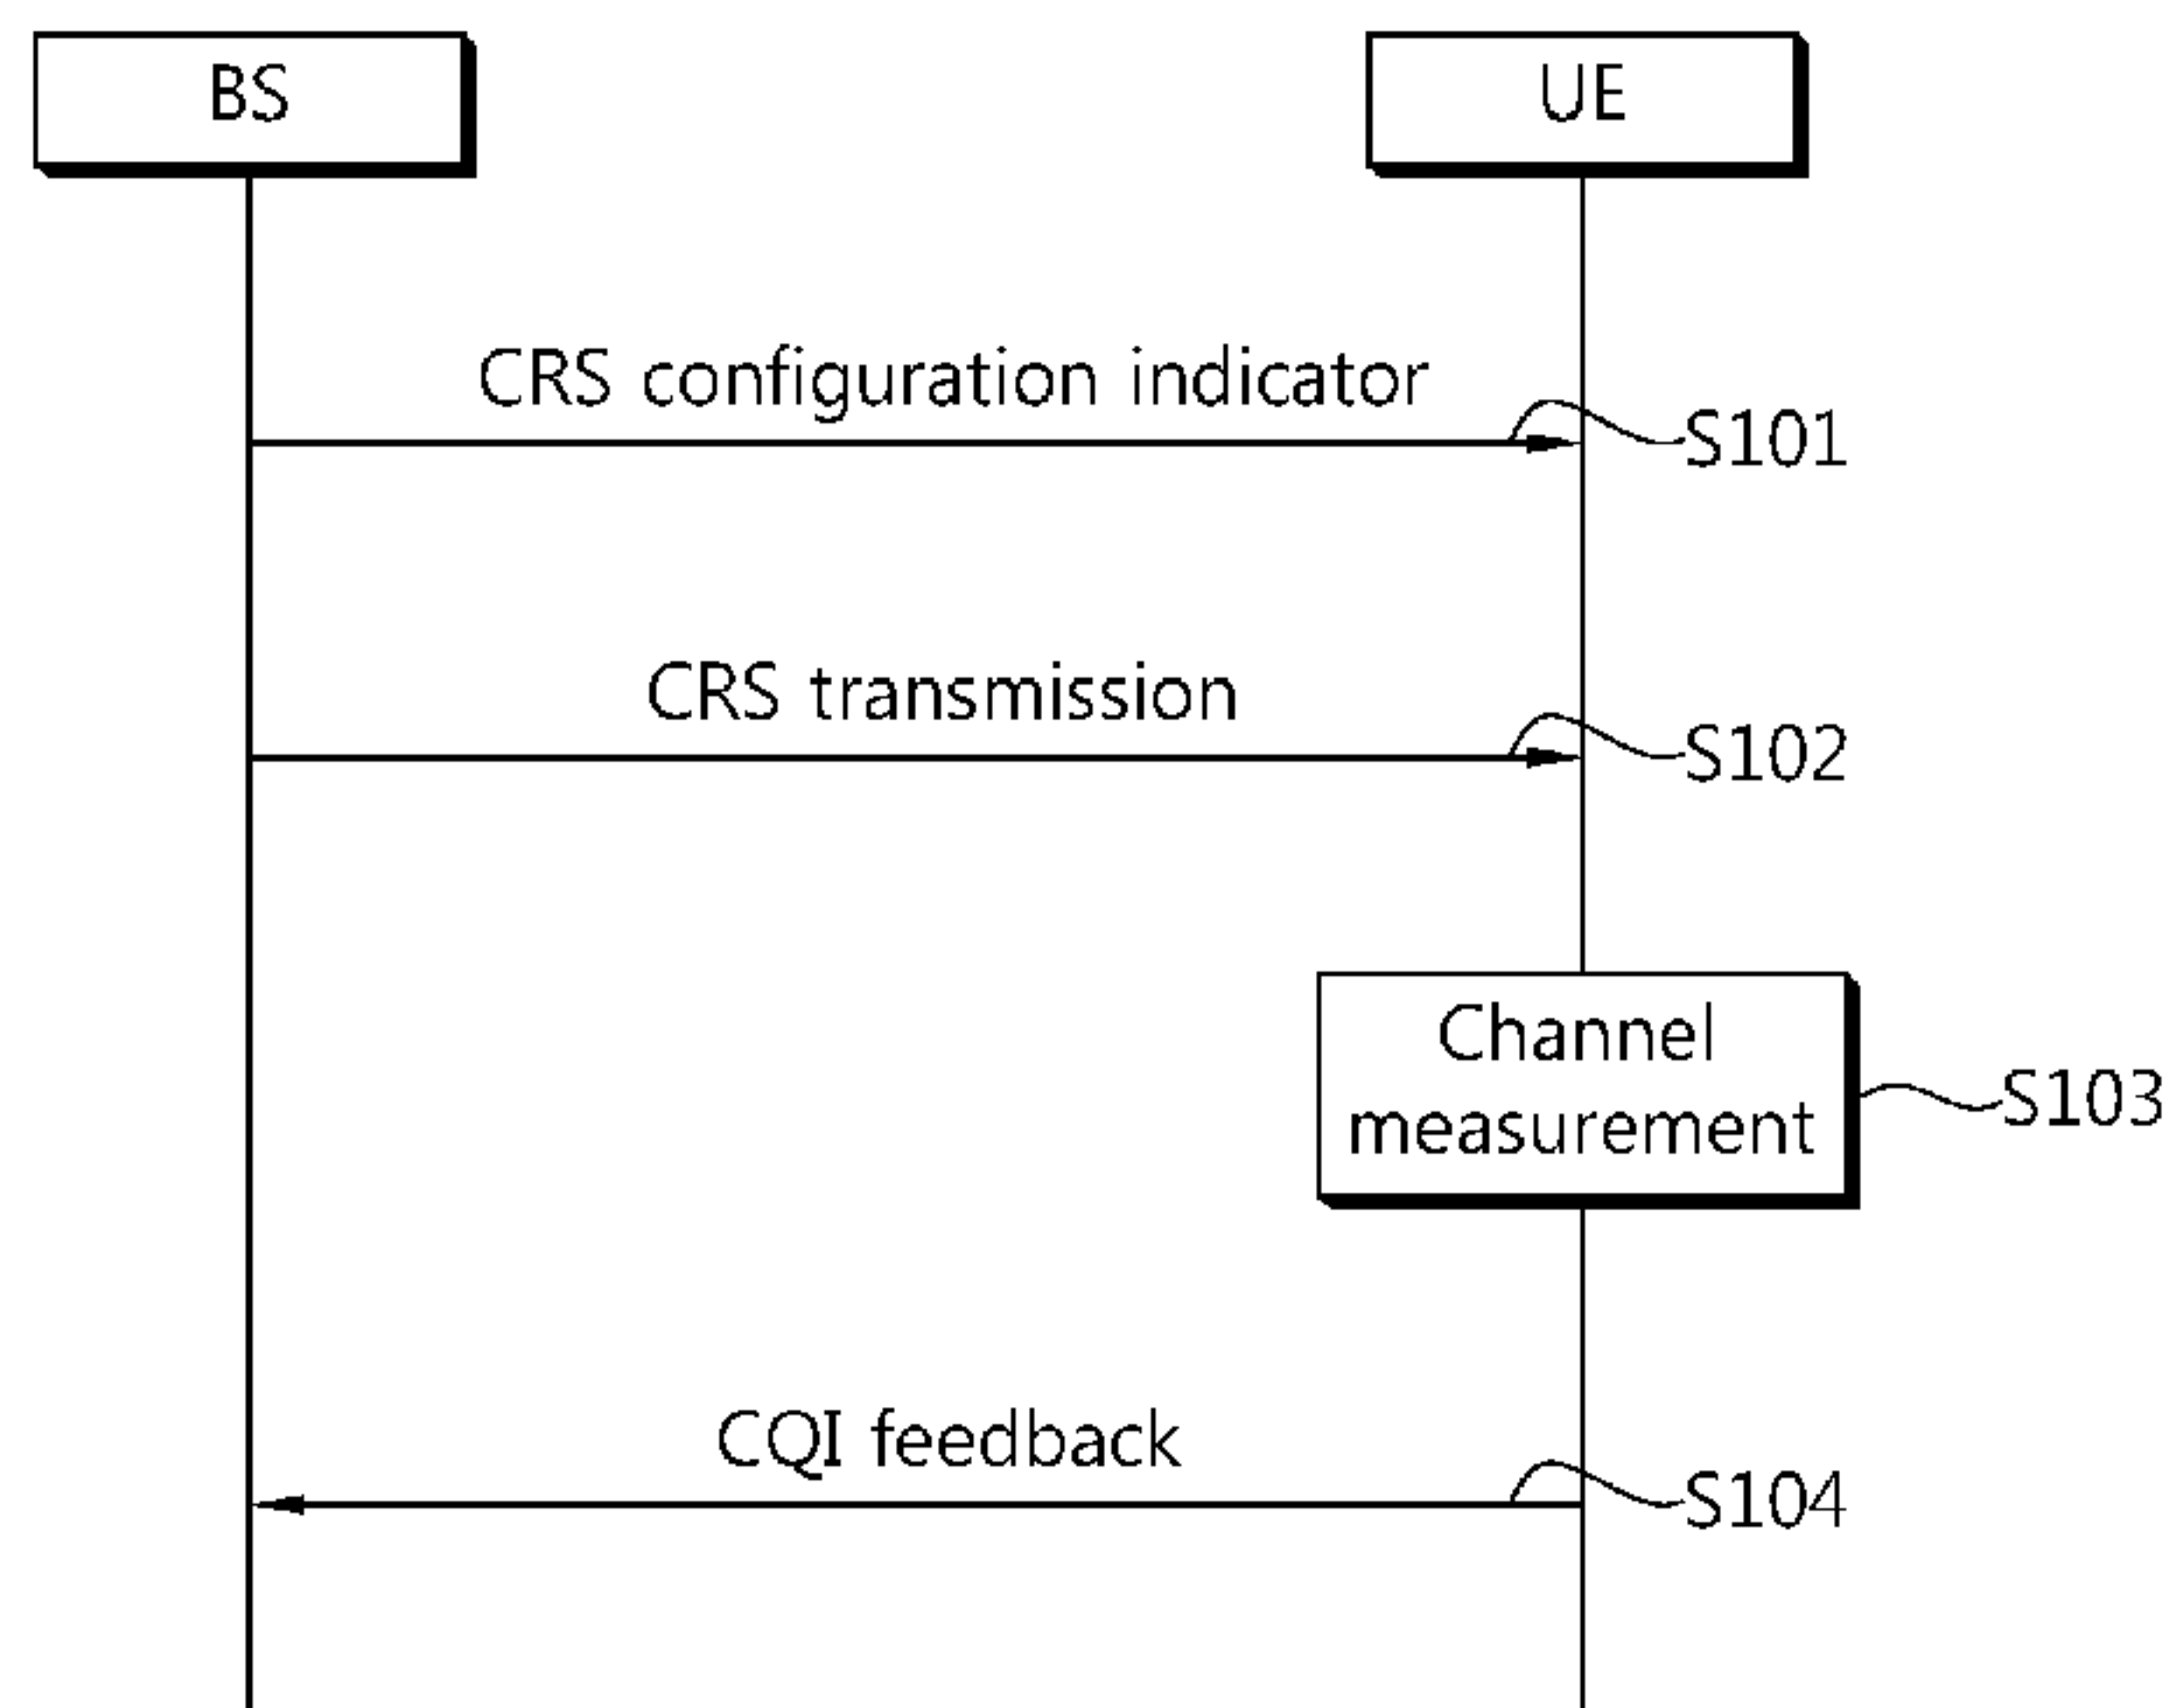 BS
UE
CRS configuration indicator
S101
CRS transmission
S102
Channel
measurement
S103
CQI feedback
S104